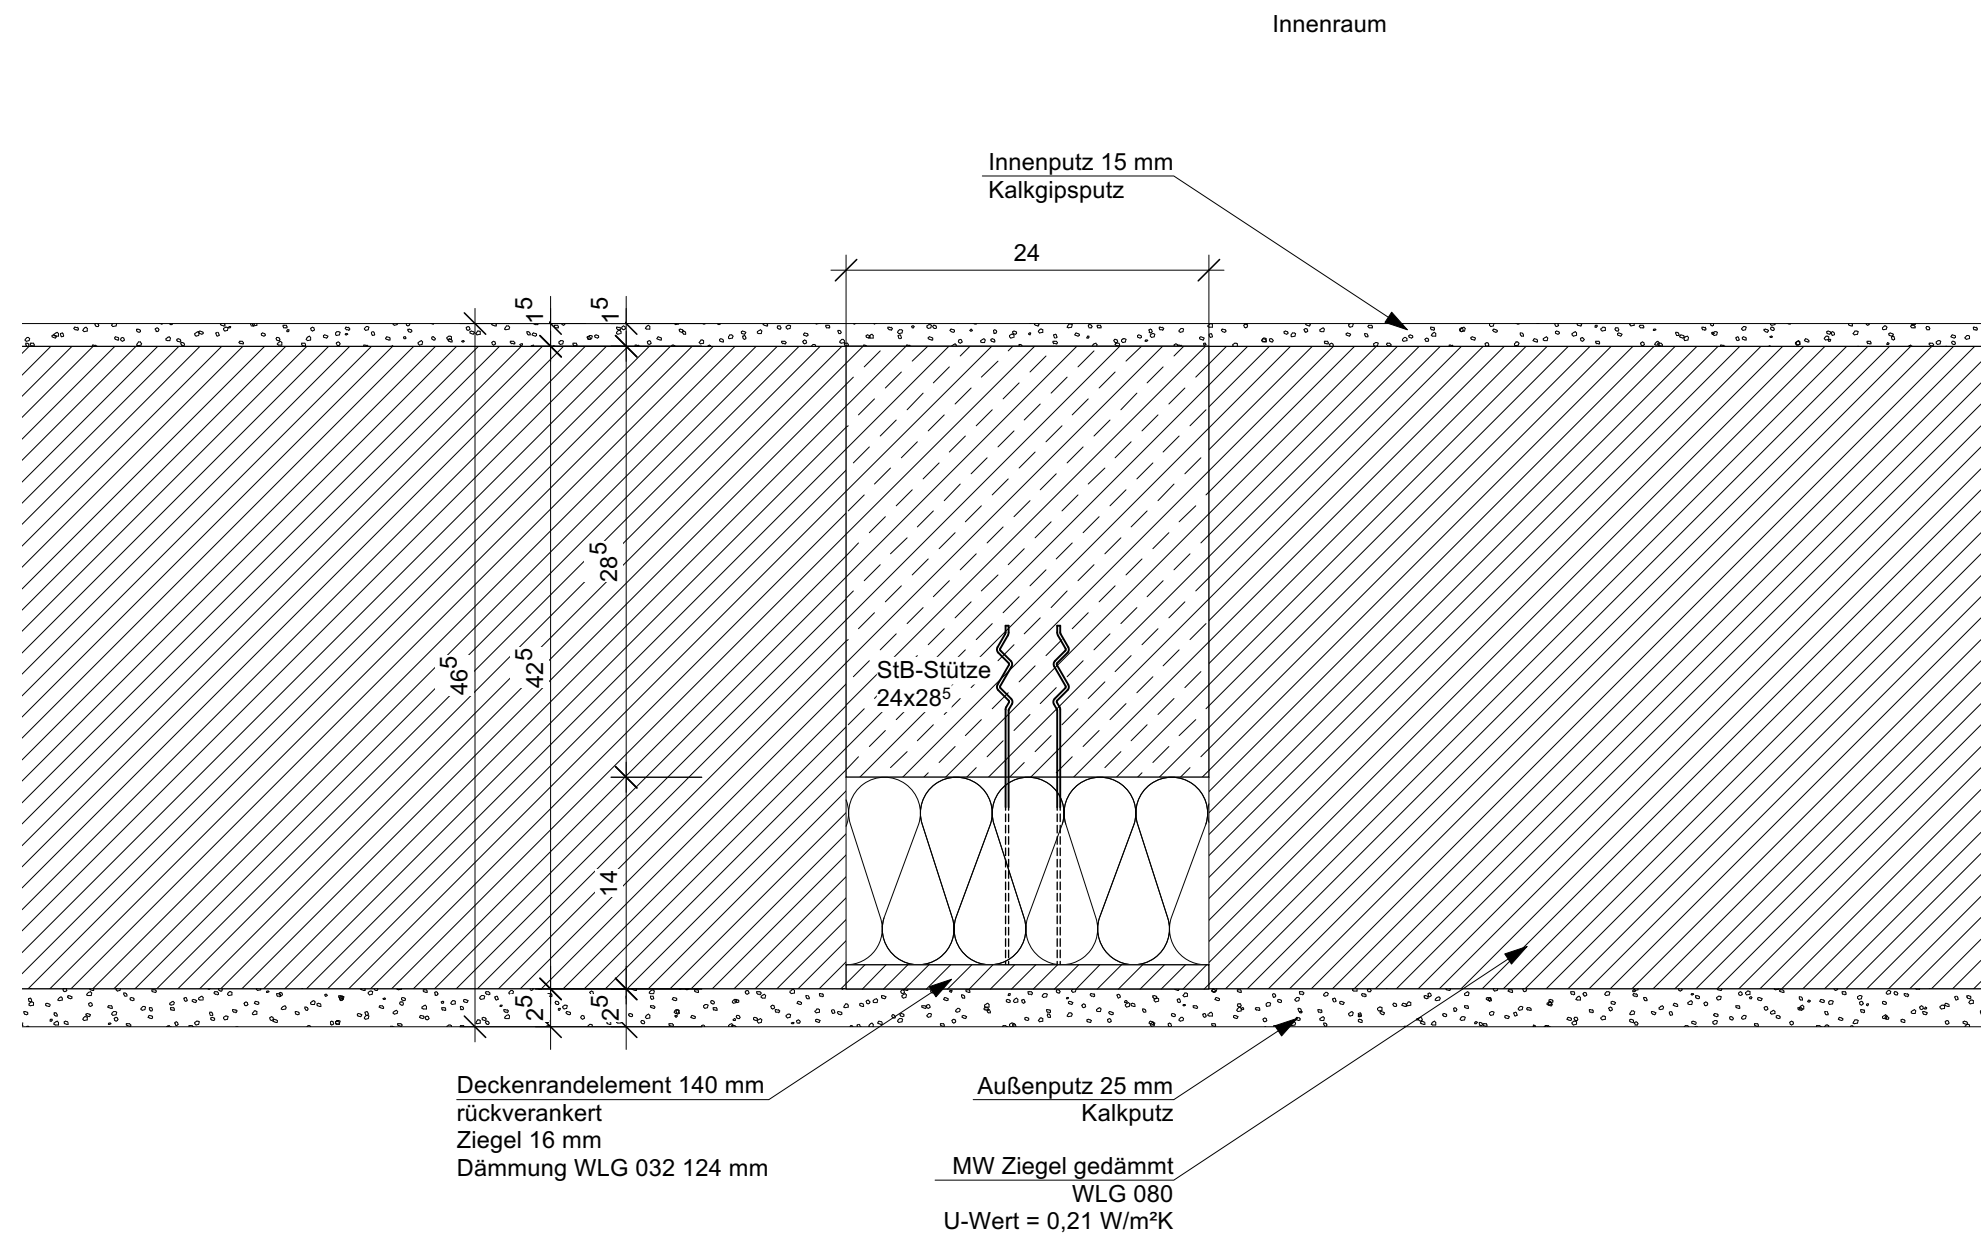 Innenraum
Innenputz 15 mm
Kalkgipsputz
24
1⁵
1⁵
28⁵
46⁵
42⁵
StB-Stütze
24x28⁵
14
2⁵
2⁵
Deckenrandelement 140 mm
rückverankert
Ziegel 16 mm
Dämmung WLG 032 124 mm
Außenputz 25 mm
Kalkputz
MW Ziegel gedämmt
WLG 080
U-Wert = 0,21 W/m²K